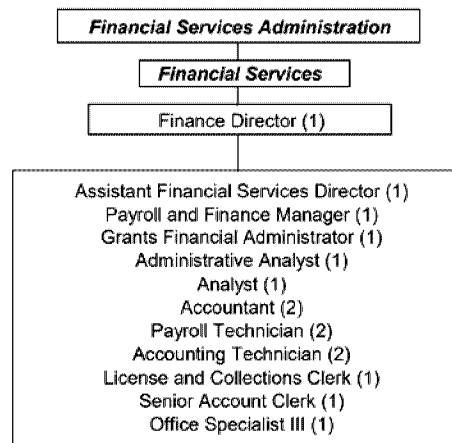 Financial Services Administration
Financial Services
Finance Director (1)
Assistant Financial Services Director (1)
Payroll and Finance Manager (1)
Grants Financial Administrator (1)
Administrative Analyst (1)
Analyst (1)
Accountant (2)
Payroll Technician (2)
Accounting Technician (2)
License and Collections Clerk (1)
Senior Account Clerk (1)
Office Specialist III (1)